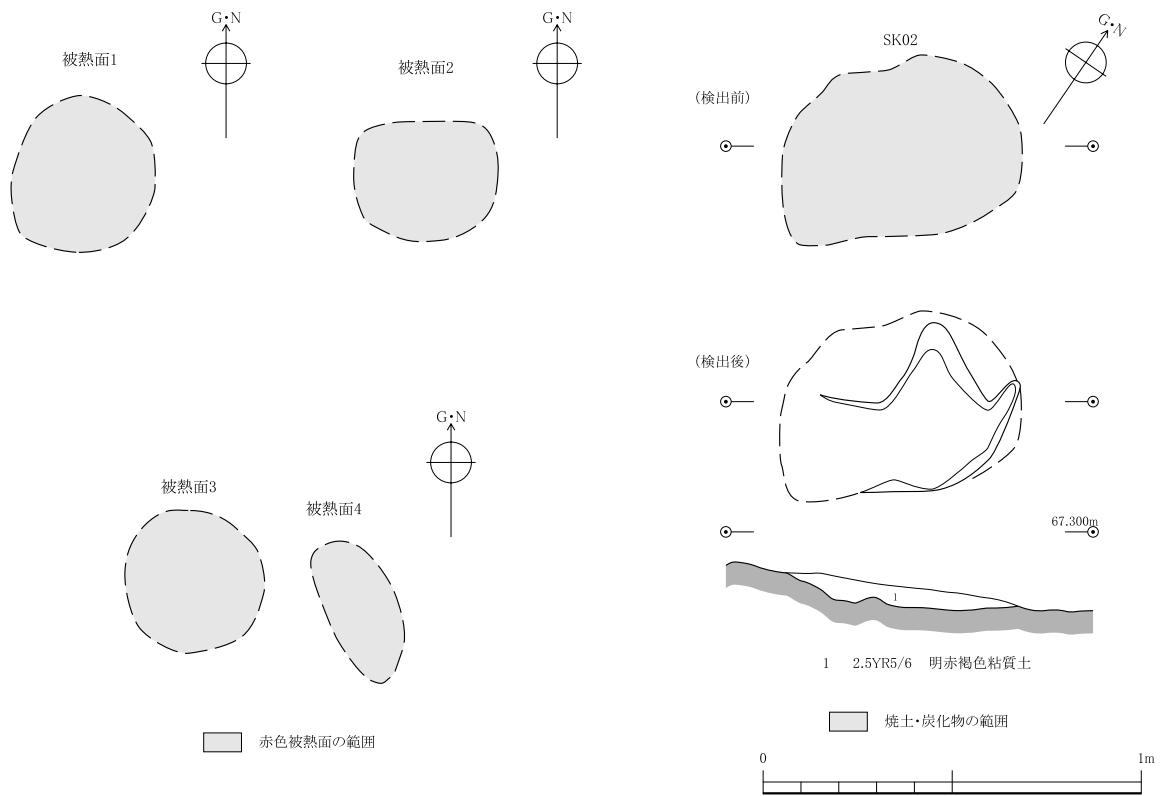 G・N
被熱面1
G・N
被熱面2
SK02
G・N
(検出前)
(検出後)
67.300m
1
1 2.5YR5/6 明赤褐色粘質土
焼土・炭化物の範囲
0 1m
G・N
被熱面3
被熱面4
赤色被熱面の範囲